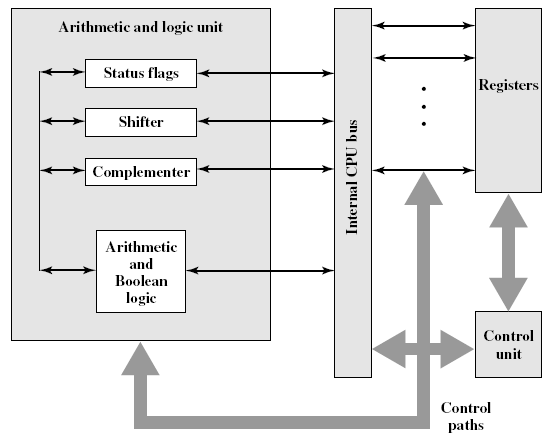 Arithmetic and logic unit
Status flags
Shifter
Complementer
Arithmetic
and
Boolean
logic
Internal CPU bus
Registers
Control
unit
Control
paths